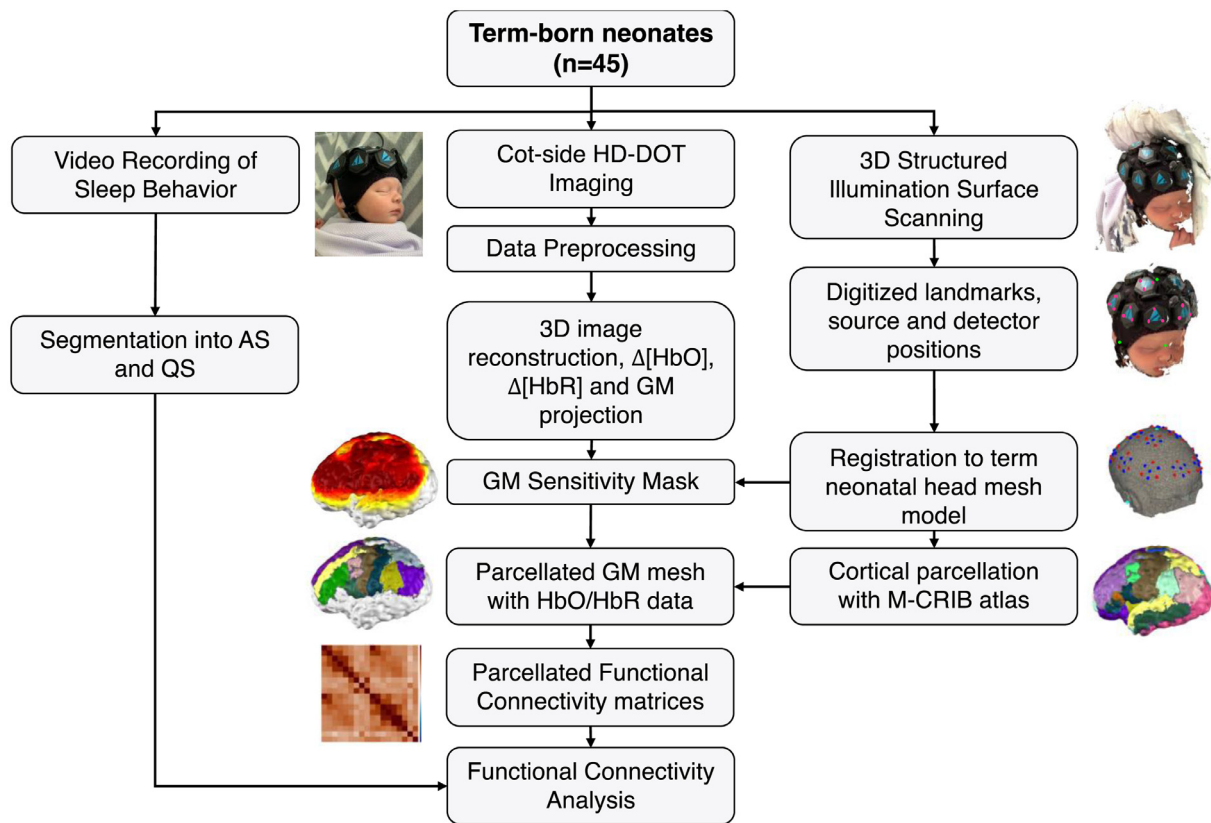 Term-born neonates
(n=45)
Video Recording of
Sleep Behavior
Cot-side HD-DOT
Imaging
3D Structured
Illumination Surface
Scanning
Data Preprocessing
Digitized landmarks,
source and detector
positions
Segmentation into AS
and QS
3D image
reconstruction, Δ[HbO],
Δ[HbR] and GM
projection
GM Sensitivity Mask
Registration to term
neonatal head mesh
model
Parcellated GM mesh
with HbO/HbR data
Cortical parcellation
with M-CRIB atlas
Parcellated Functional
Connectivity matrices
Functional Connectivity
Analysis